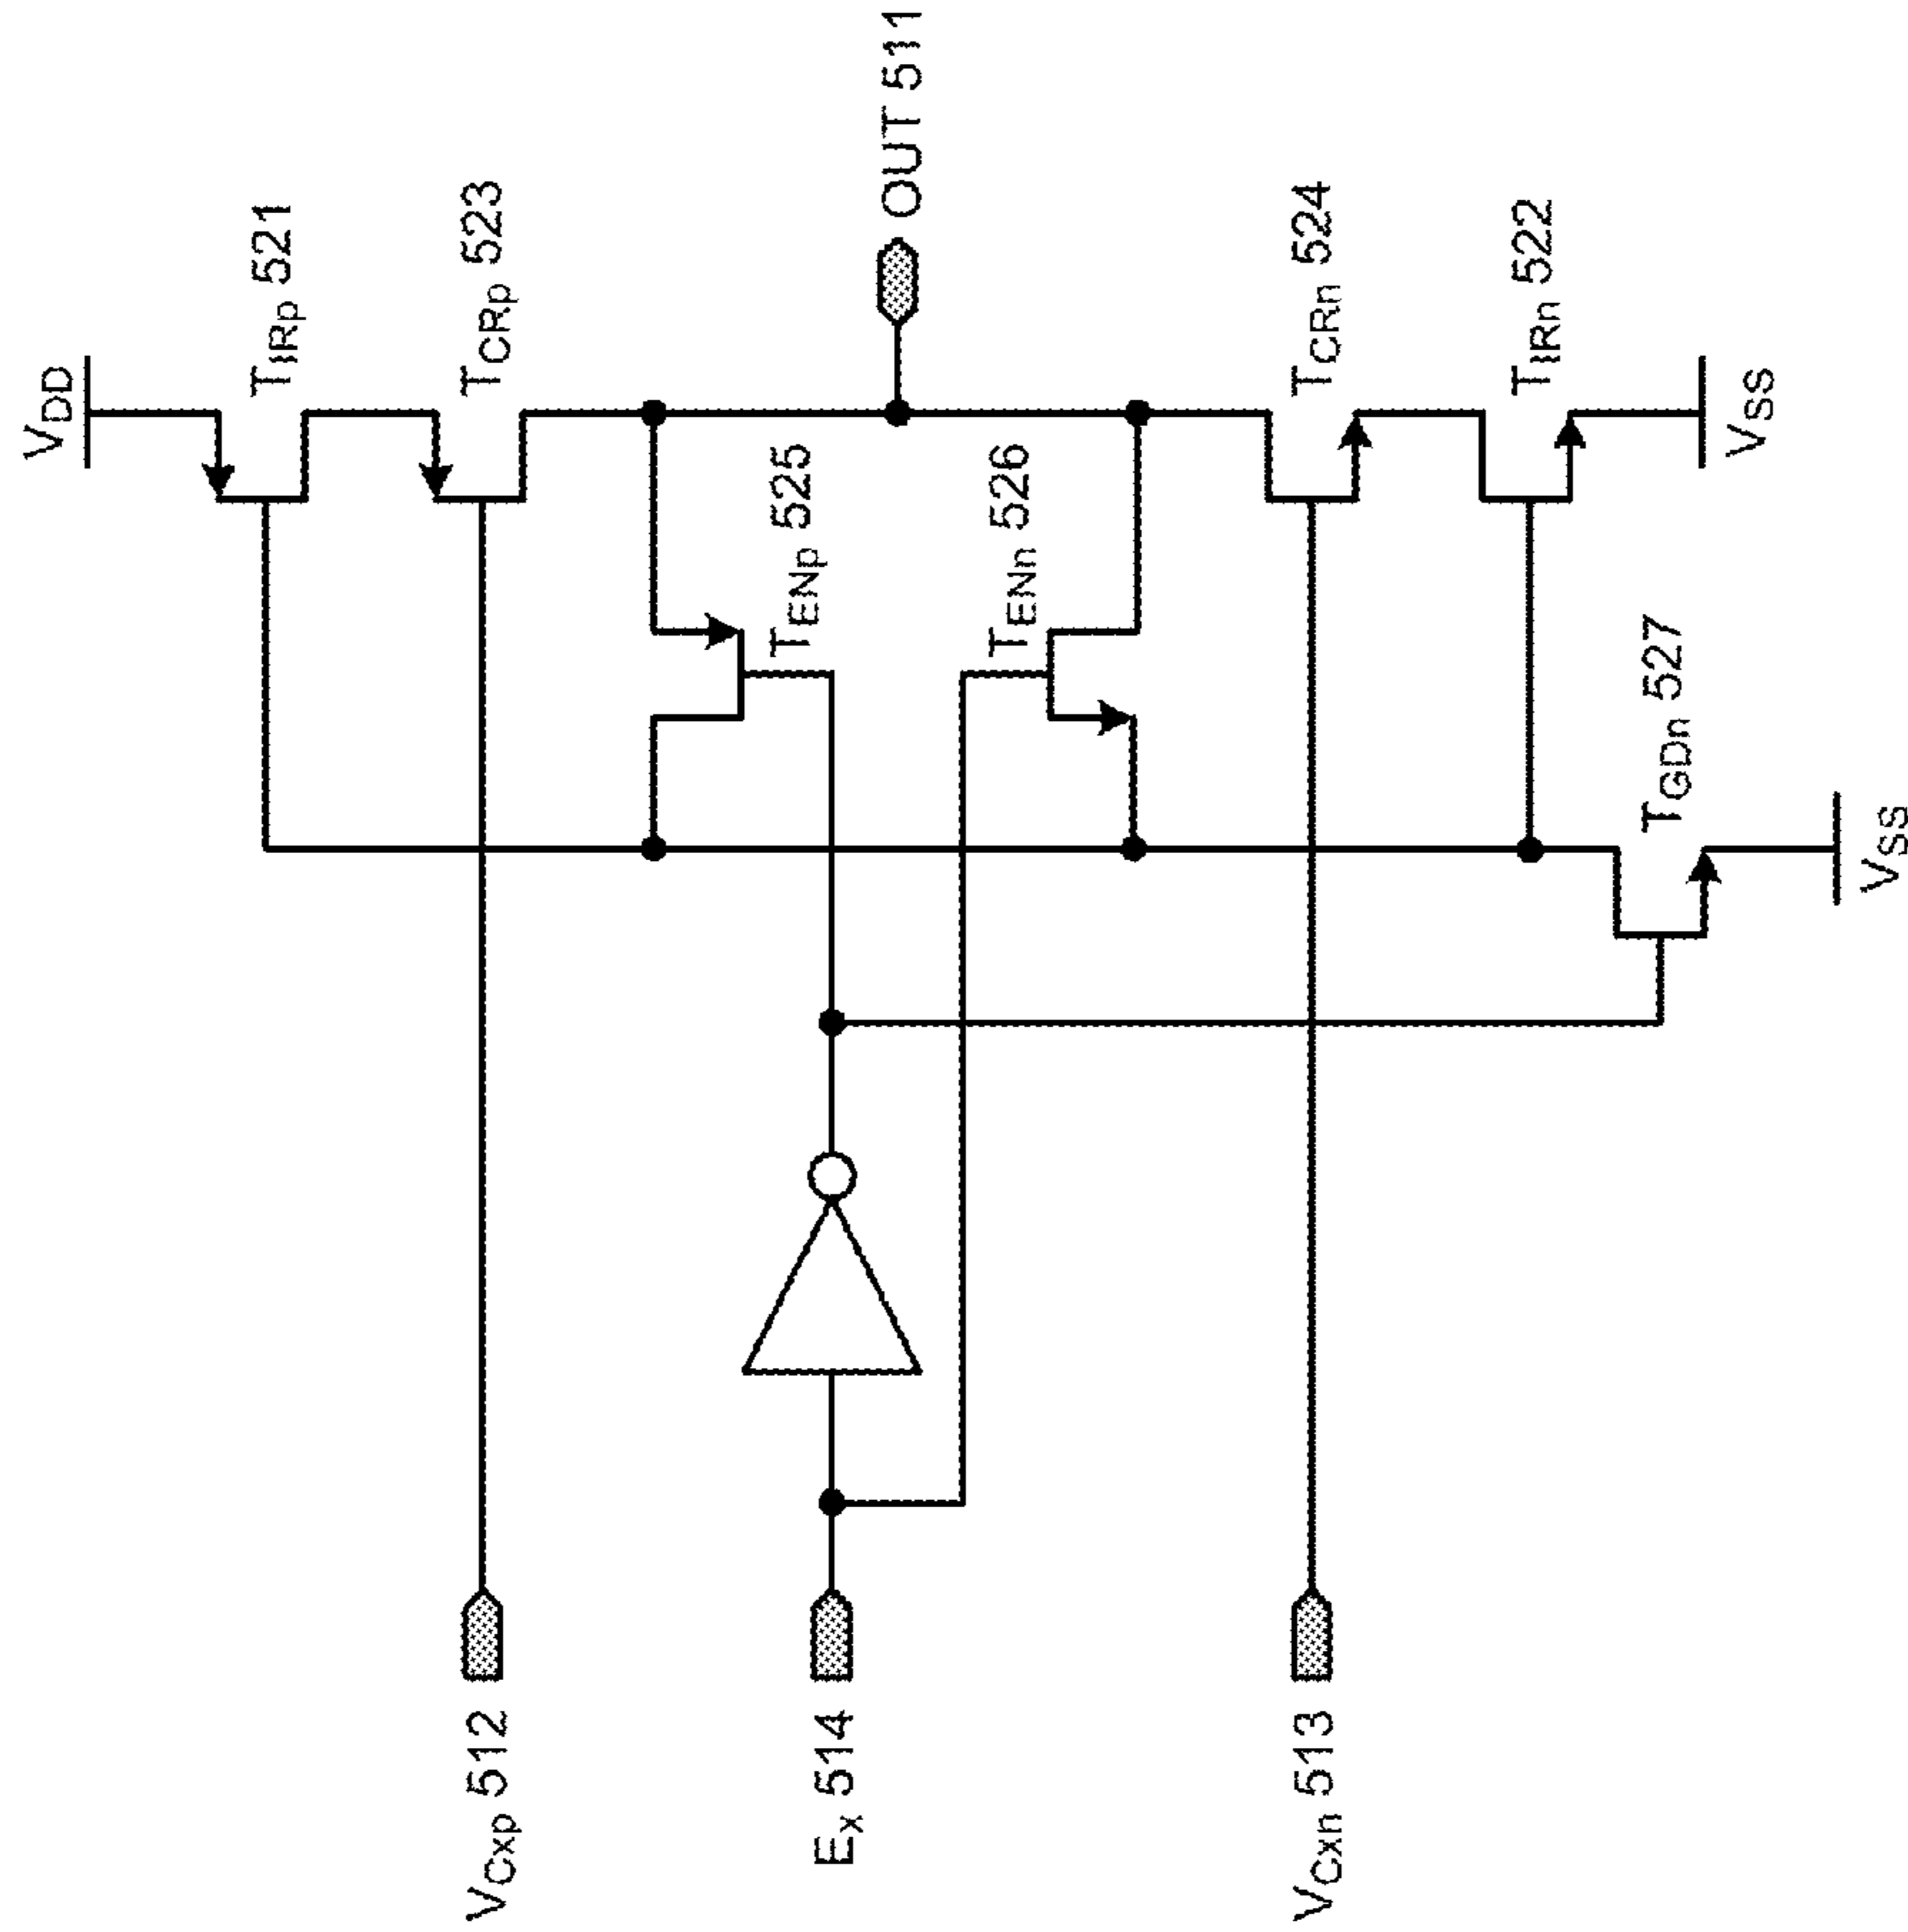 V_DD
T_IRp 521
T_CRp 523
OUT 511
T_ENp 525
T_ENn 526
T_CRn 524
T_IRn 522
T_GDn 527
V_SS
V_SS
V_Cxp 512
E_x 514
V_Cxn 513